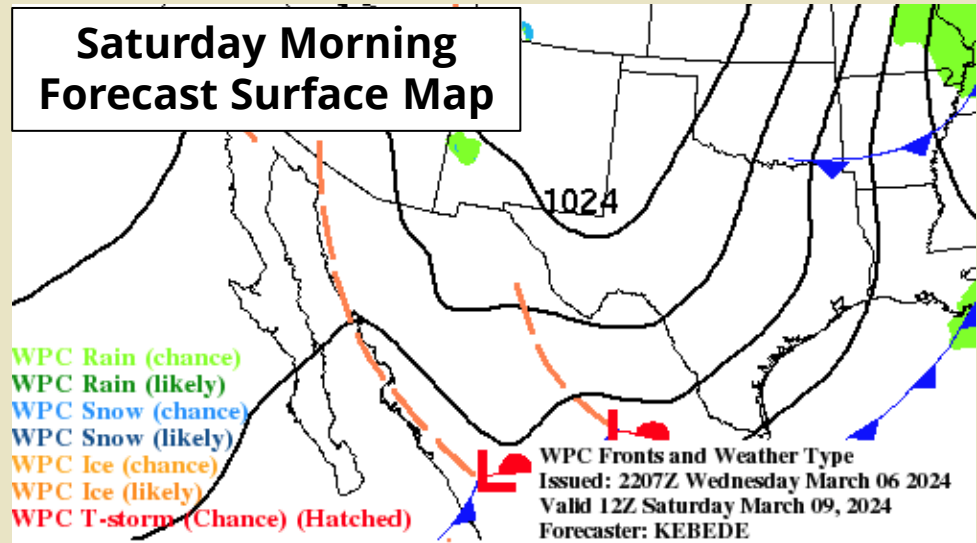 Saturday Morning
Forecast Surface Map
1024
WPC Rain (chance)
WPC Rain (likely)
WPC Snow (chance)
WPC Snow (likely)
WPC Ice (chance)
WPC Ice (likely)
WPC T-storm (Chance) (Hatched)
L
L
WPC Fronts and Weather Type
Issued: 2207Z Wednesday March 06 2024
Valid 12Z Saturday March 09, 2024
Forecaster: KEBEDE